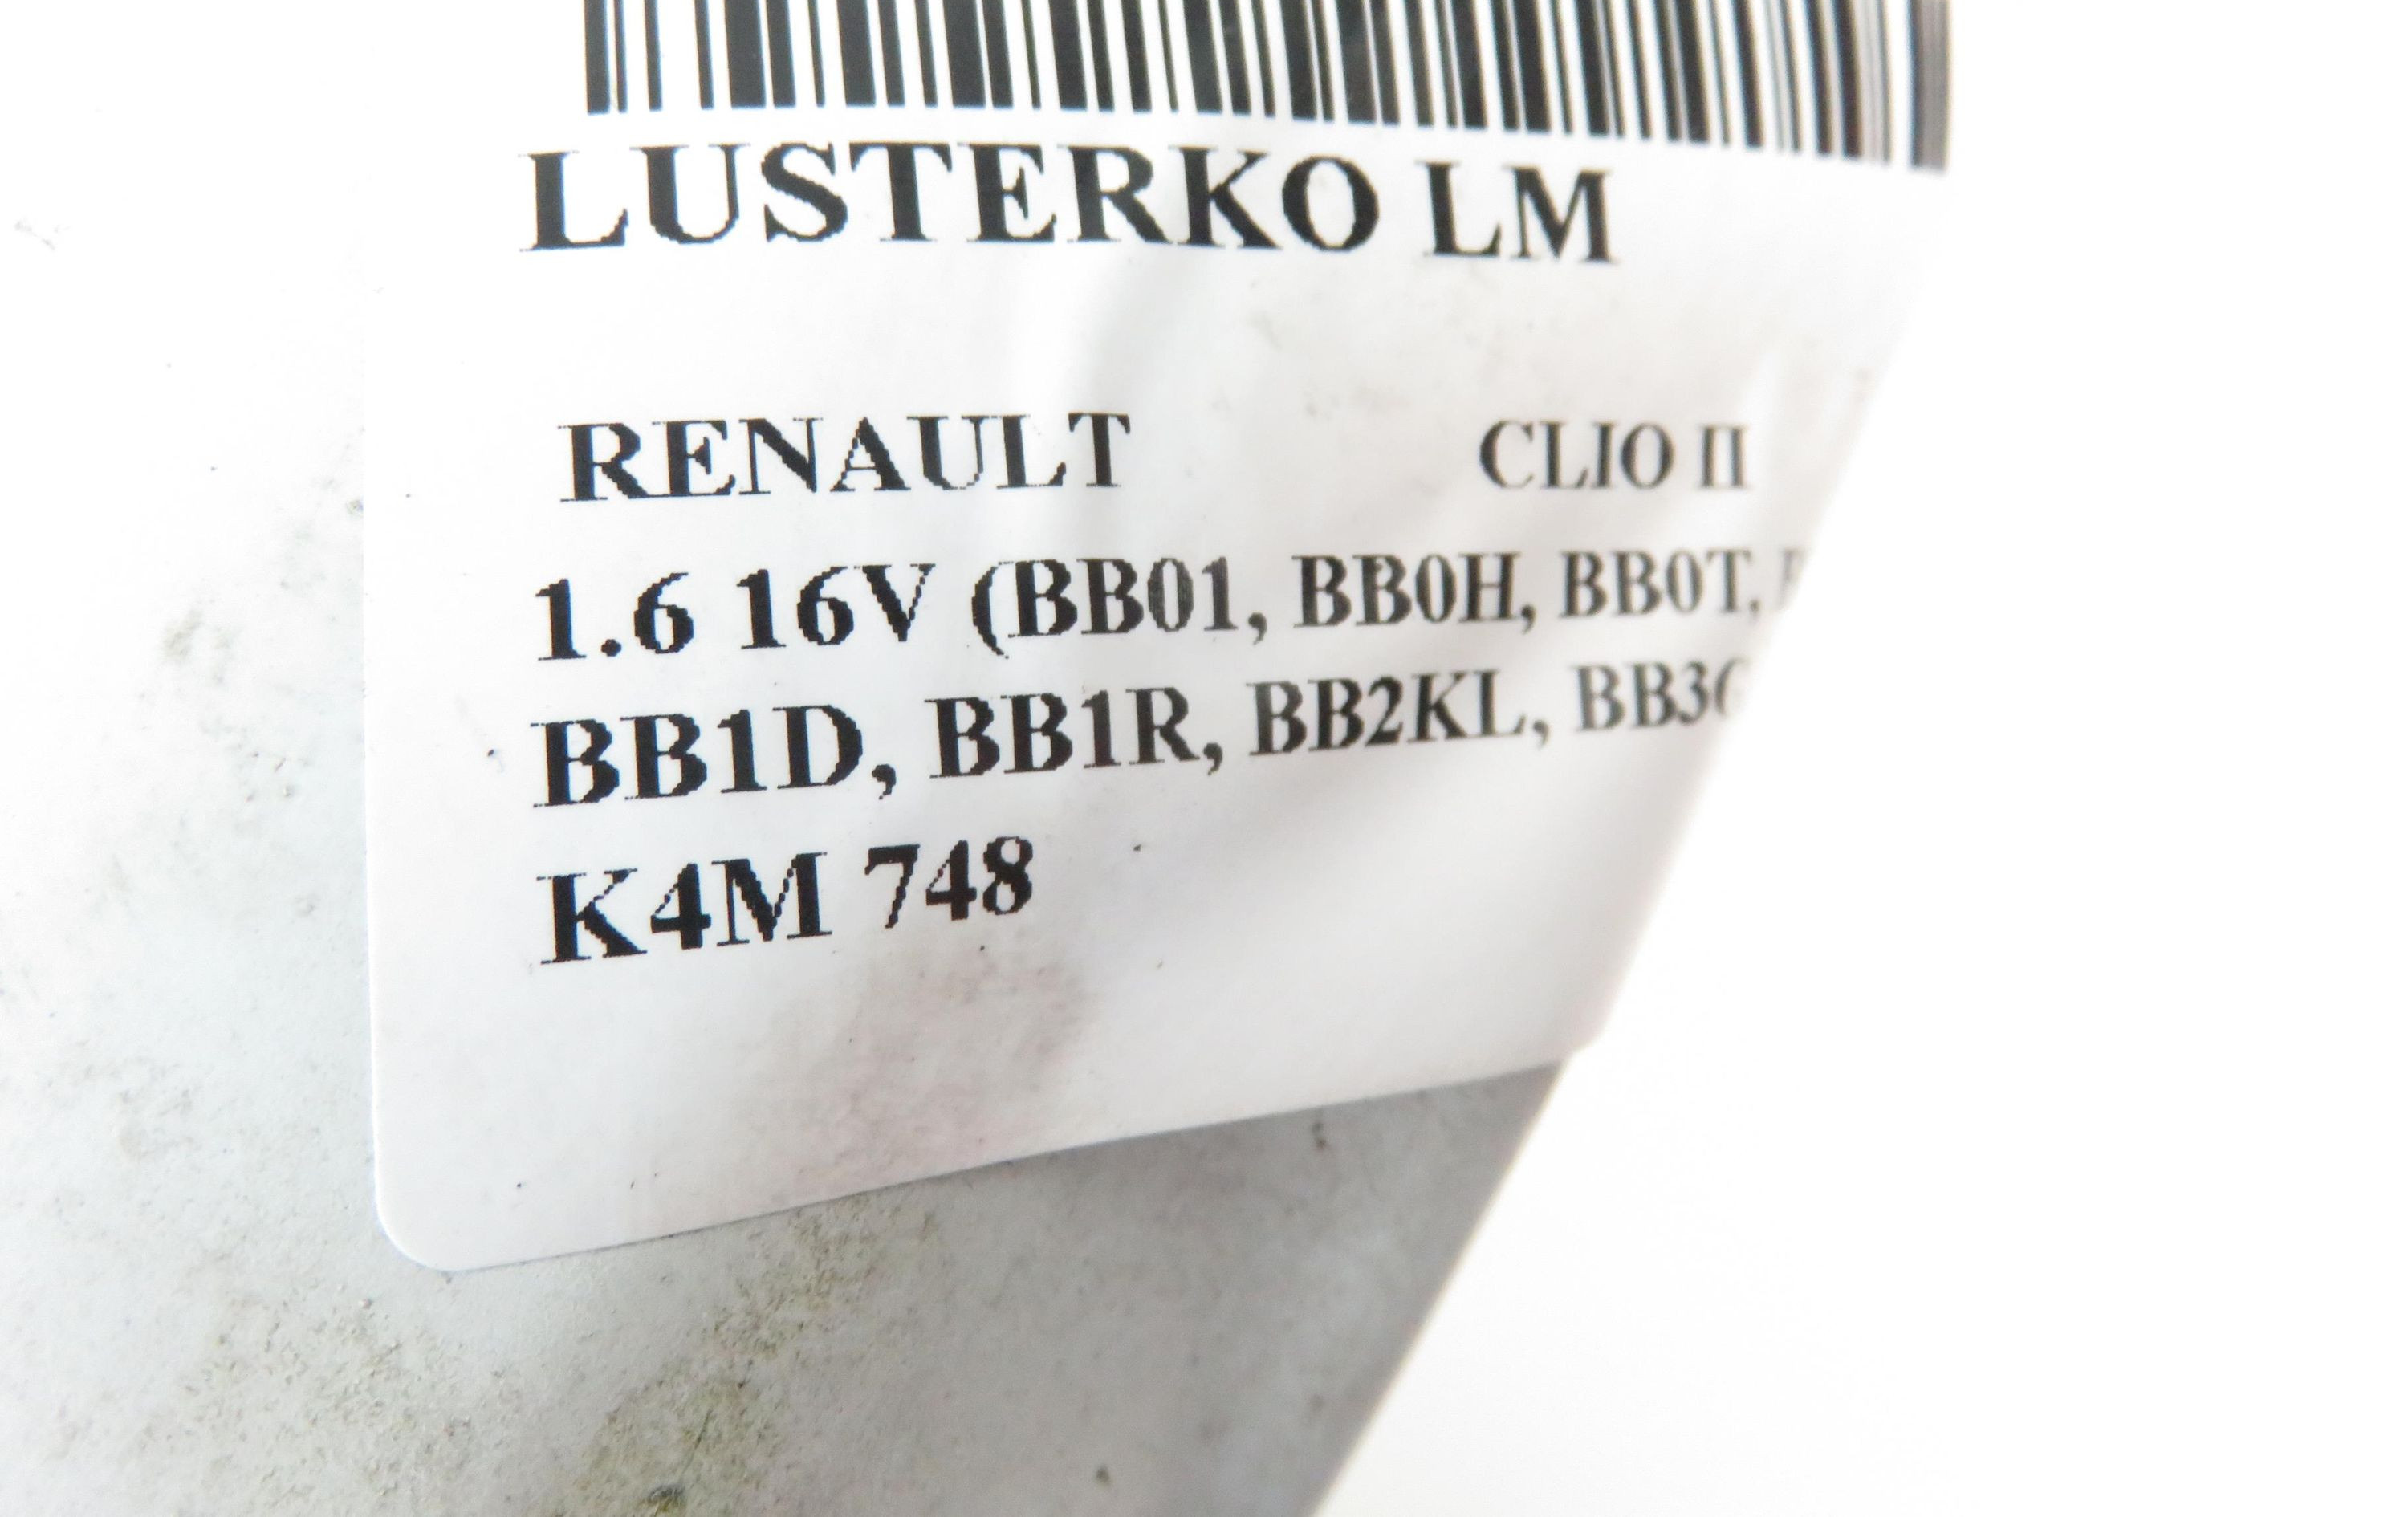 LUSTERKO LM
RENAULT CLIO II
1.6 16V (BB01, BB0H, BB0T,
BB1D, BB1R, BB2KL,
K4M 748